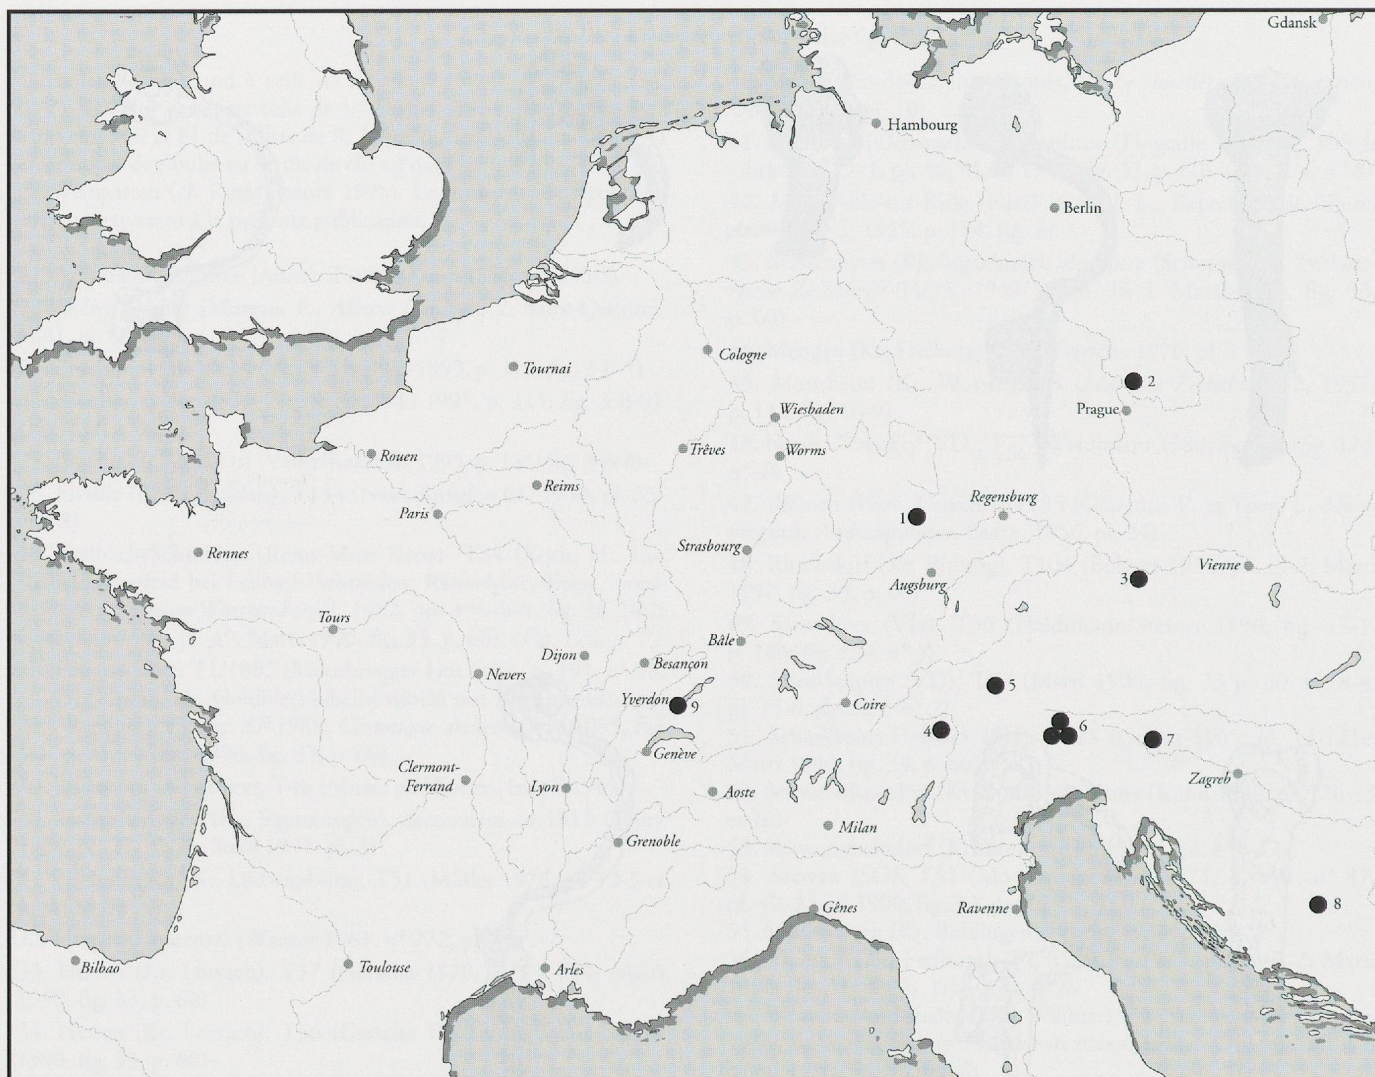 Gdansk
Hambourg
Berlin
Cologne
Tournai
2
Prague
Wiesbaden
Rouen
Trêves
Worms
Reims
Regensburg
Paris
1
Strasbourg
Rennes
Vienne
3
Augsburg
Tours
Bâle
Dijon
Besançon
Nevers
5
Yverdon
9
Coire
6
4
7
Genève
Clermont-
Ferrand
Zagreb
Lyon
Aoste
Milan
Grenoble
8
Gênes
Ravenne
Bilbao
Toulouse
Arles